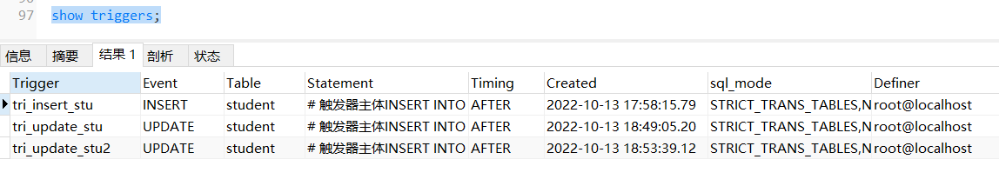 97 show triggers;
信息 摘要 结果 1 剖析 状态
Trigger Event Table Statement Timing Created sql_mode Definer
tri_insert_stu INSERT student # 触发器主体INSERT INTO AFTER 2022-10-13 17:58:15.79 STRICT_TRANS_TABLES,N root@localhost
tri_update_stu UPDATE student # 触发器主体INSERT INTO AFTER 2022-10-13 18:49:05.20 STRICT_TRANS_TABLES,N root@localhost
tri_update_stu2 UPDATE student # 触发器主体INSERT INTO AFTER 2022-10-13 18:53:39.12 STRICT_TRANS_TABLES,N root@localhost